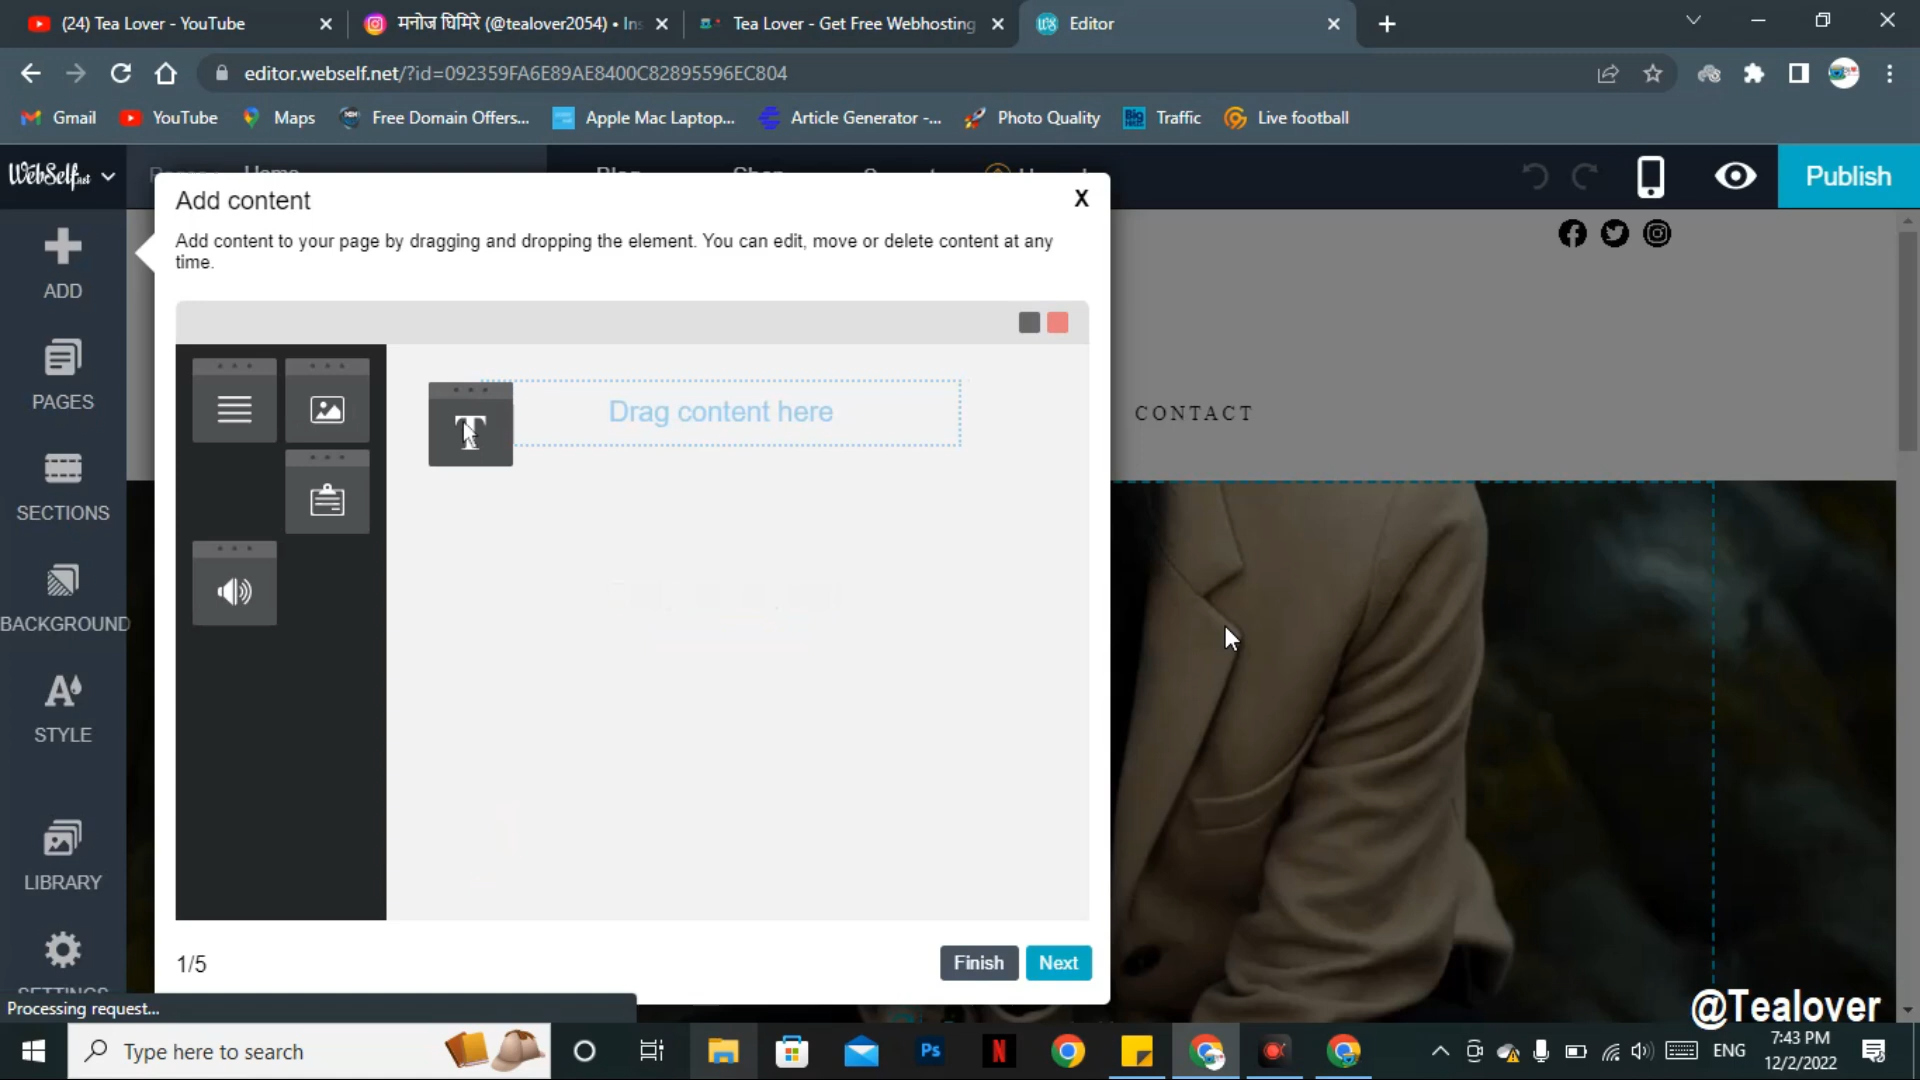 (24) Tea Lover - YouTube
मनोज घिमिरे (@tealover2054) • Ins
Tea Lover - Get Free Webhosting
Editor
editor.webself.net/?id=092359FA6E89AE8400C82895596EC804
Gmail
YouTube
Maps
Free Domain Offers...
Apple Mac Laptop...
Article Generator -...
Photo Quality
Traffic
Live football
WebSelf.net
Home
Publish
Add content
X
Add content to your page by dragging and dropping the element. You can edit, move or delete content at any
time.
ADD
PAGES
SECTIONS
BACKGROUND
STYLE
LIBRARY
SETTINGS
Drag content here
CONTACT
1/5
Finish
Next
Processing request...
@Tealover
Type here to search
ENG
7:43 PM
12/2/2022